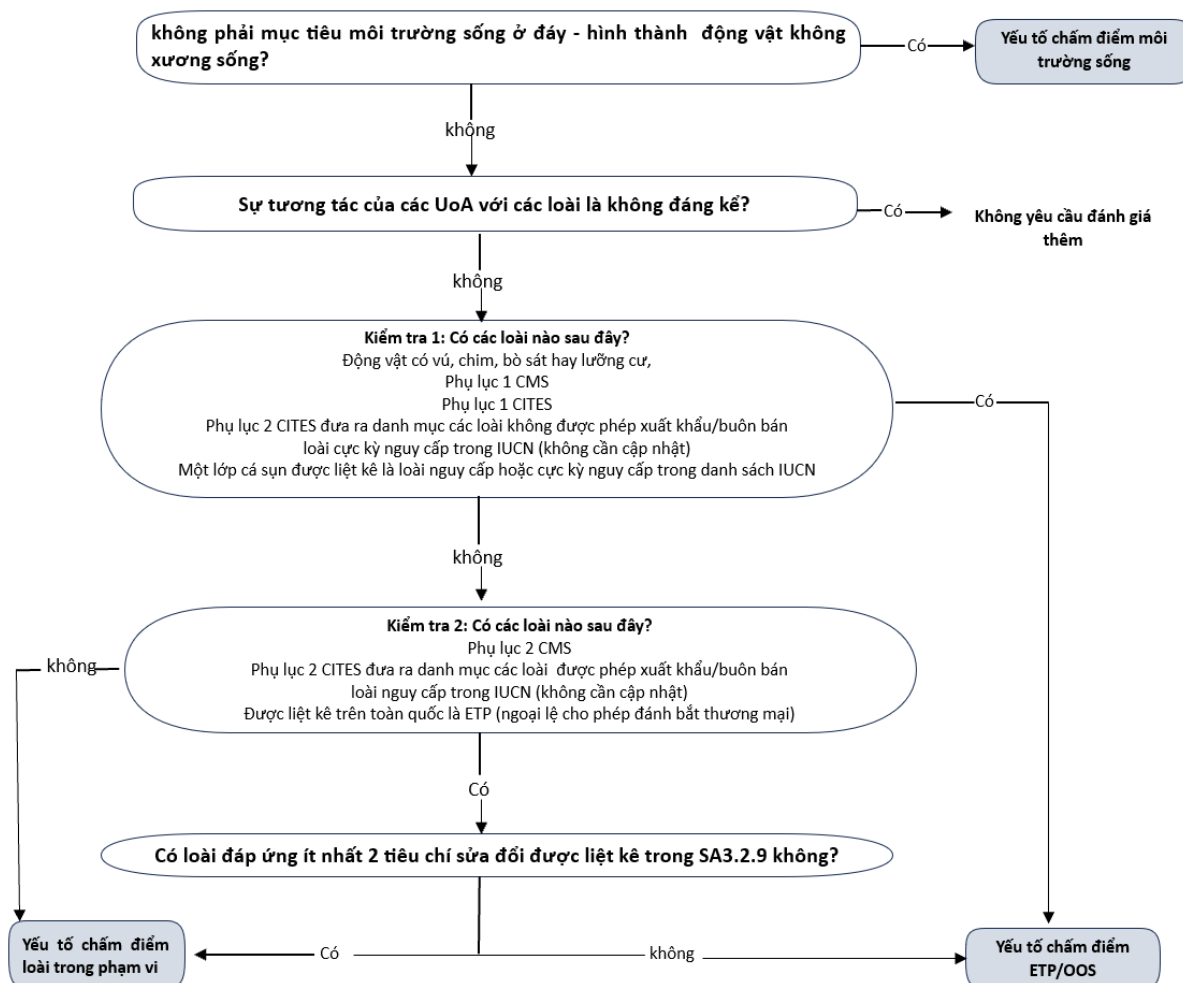 không phải mục tiêu môi trường sống ở đáy - hình thành động vật không
xương sống?
Có
Yếu tố chấm điểm môi
trường sống
không
Sự tương tác của các UoA với các loài là không đáng kể?
Có
Không yêu cầu đánh giá
thêm
không
Kiểm tra 1: Có các loài nào sau đây?
Động vật có vú, chim, bò sát hay lưỡng cư,
Phụ lục 1 CMS
Phụ lục 1 CITES
Phụ lục 2 CITES đưa ra danh mục các loài không được phép xuất khẩu/buôn bán
loài cực kỳ nguy cấp trong IUCN (không cần cập nhật)
Một lớp cá sụn được liệt kê là loài nguy cấp hoặc cực kỳ nguy cấp trong danh sách IUCN
Có
không
Kiểm tra 2: Có các loài nào sau đây?
Phụ lục 2 CMS
Phụ lục 2 CITES đưa ra danh mục các loài được phép xuất khẩu/buôn bán
loài nguy cấp trong IUCN (không cần cập nhật)
Được liệt kê trên toàn quốc là ETP (ngoại lệ cho phép đánh bắt thương mại)
không
Có
Có loài đáp ứng ít nhất 2 tiêu chí sửa đổi được liệt kê trong SA3.2.9 không?
Yếu tố chấm điểm
loài trong phạm vi
Có
không
Yếu tố chấm điểm
ETP/OOS